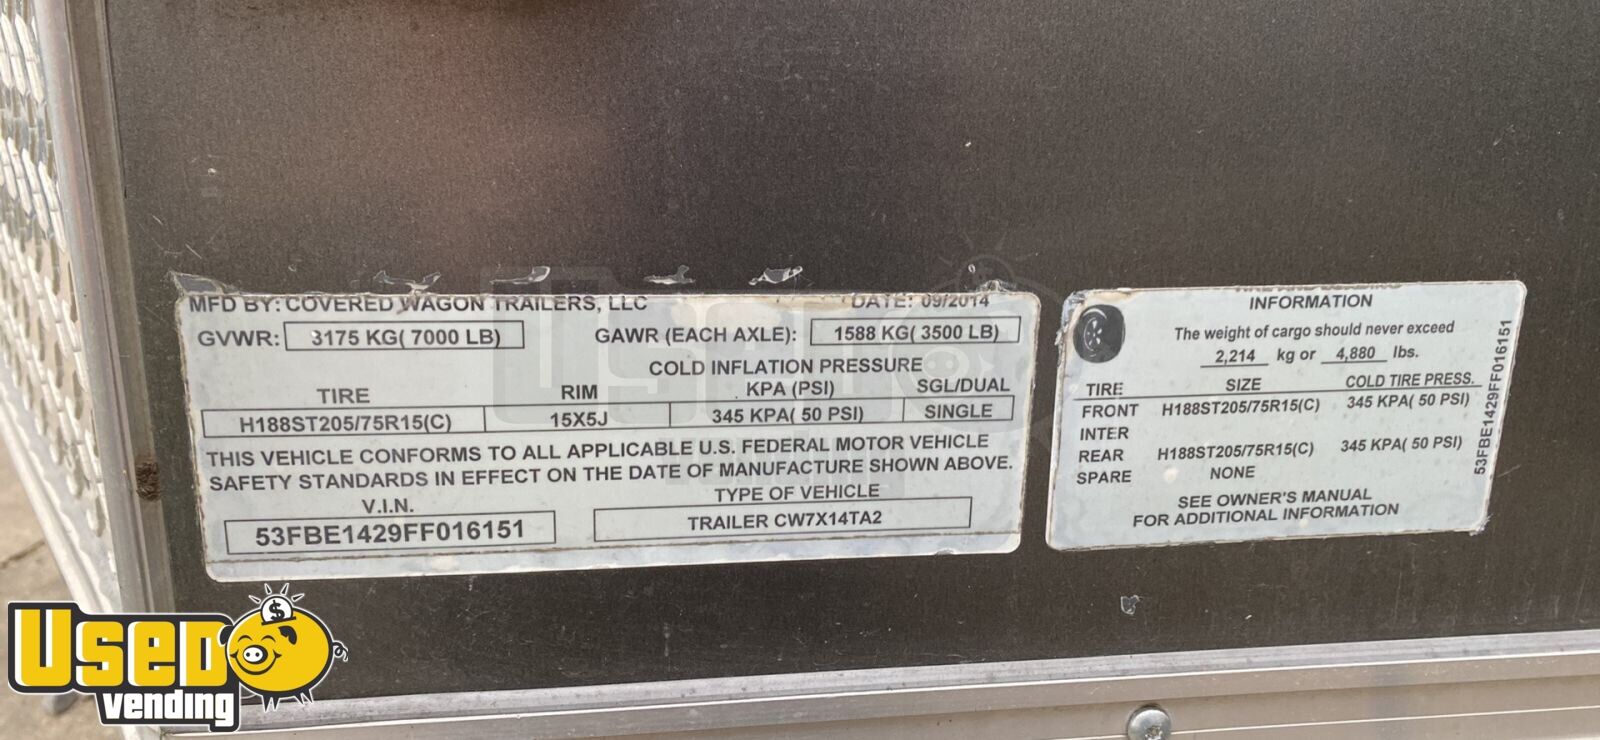 MFD BY: COVERED WAGON TRAILERS, LLC DATE: 09/2014
GVWR: 3175 KG( 7000 LB) GAWR (EACH AXLE): 1588 KG( 3500 LB)
COLD INFLATION PRESSURE
TIRE RIM KPA (PSI) SGL/DUAL
H188ST205/75R15(C) 15X5J 345 KPA( 50 PSI) SINGLE
THIS VEHICLE CONFORMS TO ALL APPLICABLE U.S. FEDERAL MOTOR VEHICLE
SAFETY STANDARDS IN EFFECT ON THE DATE OF MANUFACTURE SHOWN ABOVE.
V.I.N. TYPE OF VEHICLE
53FBE1429FF016151 TRAILER CW7X14TA2
INFORMATION
The weight of cargo should never exceed
2,214 kg or 4,880 lbs.
TIRE SIZE COLD TIRE PRESS.
FRONT H188ST205/75R15(C) 345 KPA( 50 PSI)
INTER
REAR H188ST205/75R15(C) 345 KPA( 50 PSI)
SPARE NONE
SEE OWNER'S MANUAL
FOR ADDITIONAL INFORMATION
53FBE1429FF016151
Used
vending
$